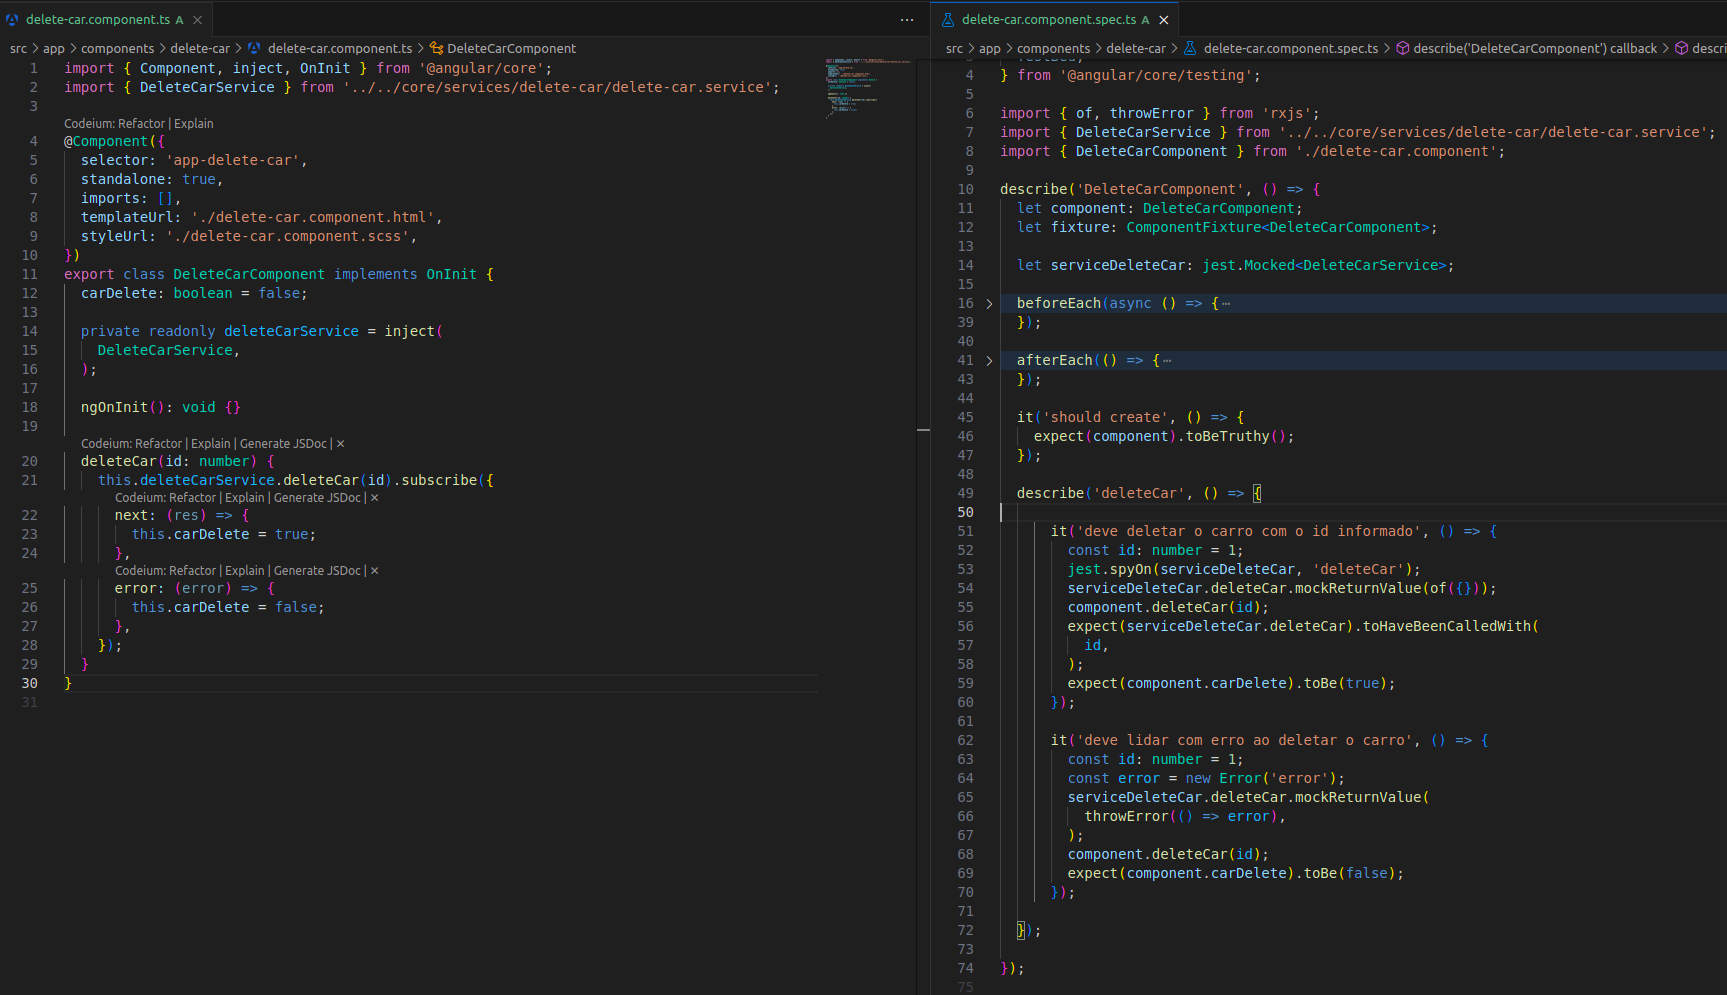 delete-car.component.ts A
src > app > components > delete-car > delete-car.component.ts > DeleteCarComponent
1 import { Component, inject, OnInit } from '@angular/core';
2 import { DeleteCarService } from '../../core/services/delete-car/delete-car.service';
3
Codeium: Refactor | Explain
4 @Component({
5 selector: 'app-delete-car',
6 standalone: true,
7 imports: [],
8 templateUrl: './delete-car.component.html',
9 styleUrl: './delete-car.component.scss',
10 })
11 export class DeleteCarComponent implements OnInit {
12 carDelete: boolean = false;
13
14 private readonly deleteCarService = inject(
15 DeleteCarService,
16 );
17
18 ngOnInit(): void {}
19
Codeium: Refactor | Explain | Generate JSDoc | ×
20 deleteCar(id: number) {
21 this.deleteCarService.deleteCar(id).subscribe({
Codeium: Refactor | Explain | Generate JSDoc | ×
22 next: (res) => {
23 this.carDelete = true;
24 },
Codeium: Refactor | Explain | Generate JSDoc | ×
25 error: (error) => {
26 this.carDelete = false;
27 },
28 });
29 }
30 }
31
delete-car.component.spec.ts A
src > app > components > delete-car > delete-car.component.spec.ts > describe('DeleteCarComponent') callback > descri
4 } from '@angular/core/testing';
5
6 import { of, throwError } from 'rxjs';
7 import { DeleteCarService } from '../../core/services/delete-car/delete-car.service';
8 import { DeleteCarComponent } from './delete-car.component';
9
10 describe('DeleteCarComponent', () => {
11 let component: DeleteCarComponent;
12 let fixture: ComponentFixture<DeleteCarComponent>;
13
14 let serviceDeleteCar: jest.Mocked<DeleteCarService>;
15
16 beforeEach(async () => {⋯
39 });
40
41 afterEach(() => {⋯
43 });
44
45 it('should create', () => {
46 expect(component).toBeTruthy();
47 });
48
49 describe('deleteCar', () => {
50
51 it('deve deletar o carro com o id informado', () => {
52 const id: number = 1;
53 jest.spyOn(serviceDeleteCar, 'deleteCar');
54 serviceDeleteCar.deleteCar.mockReturnValue(of({}));
55 component.deleteCar(id);
56 expect(serviceDeleteCar.deleteCar).toHaveBeenCalledWith(
57 id,
58 );
59 expect(component.carDelete).toBe(true);
60 });
61
62 it('deve lidar com erro ao deletar o carro', () => {
63 const id: number = 1;
64 const error = new Error('error');
65 serviceDeleteCar.deleteCar.mockReturnValue(
66 throwError(() => error),
67 );
68 component.deleteCar(id);
69 expect(component.carDelete).toBe(false);
70 });
71
72 });
73
74 });
75